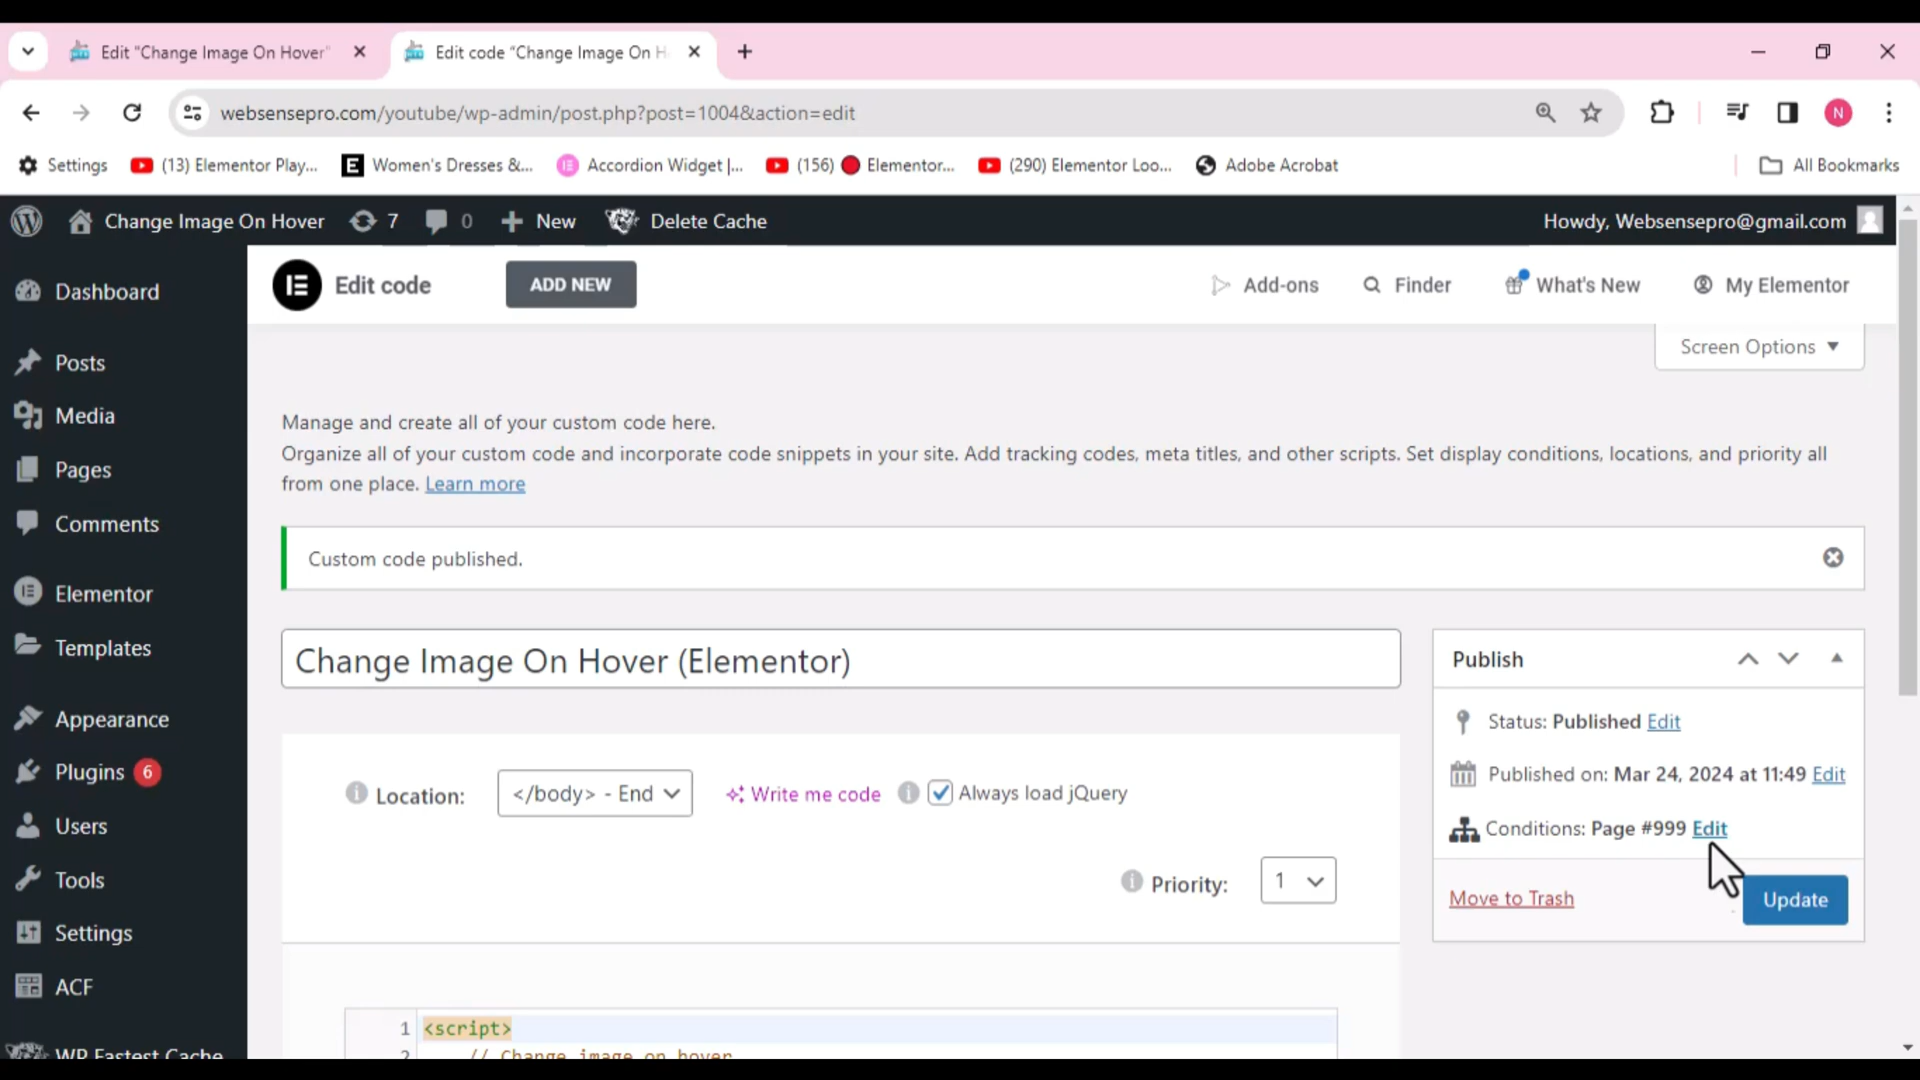 Edit "Change Image On Hover"
Edit code "Change Image On H
websensepro.com/youtube/wp-admin/post.php?post=1004&action=edit
N
Settings
(13) Elementor Play...
E
Women's Dresses &...
Accordion Widget |...
(156) Elementor...
(290) Elementor Loo...
Adobe Acrobat
All Bookmarks
Change Image On Hover
7
0
New
Delete Cache
Howdy, Websensepro@gmail.com
Dashboard
Posts
Media
Pages
Comments
Elementor
Templates
Appearance
Plugins 6
Users
Tools
Settings
ACF
WP Fastest Cache
Edit code
ADD NEW
Add-ons
Finder
What's New
My Elementor
Screen Options
Manage and create all of your custom code here.
Organize all of your custom code and incorporate code snippets in your site. Add tracking codes, meta titles, and other scripts. Set display conditions, locations, and priority all
from one place. Learn more
Custom code published.
Change Image On Hover (Elementor)
Location:
</body> - End
Write me code
Always load jQuery
Priority:
1
1 <script>
2 // Change image on hover
Publish
Status: Published Edit
Published on: Mar 24, 2024 at 11:49 Edit
Conditions: Page #999 Edit
Move to Trash
Update